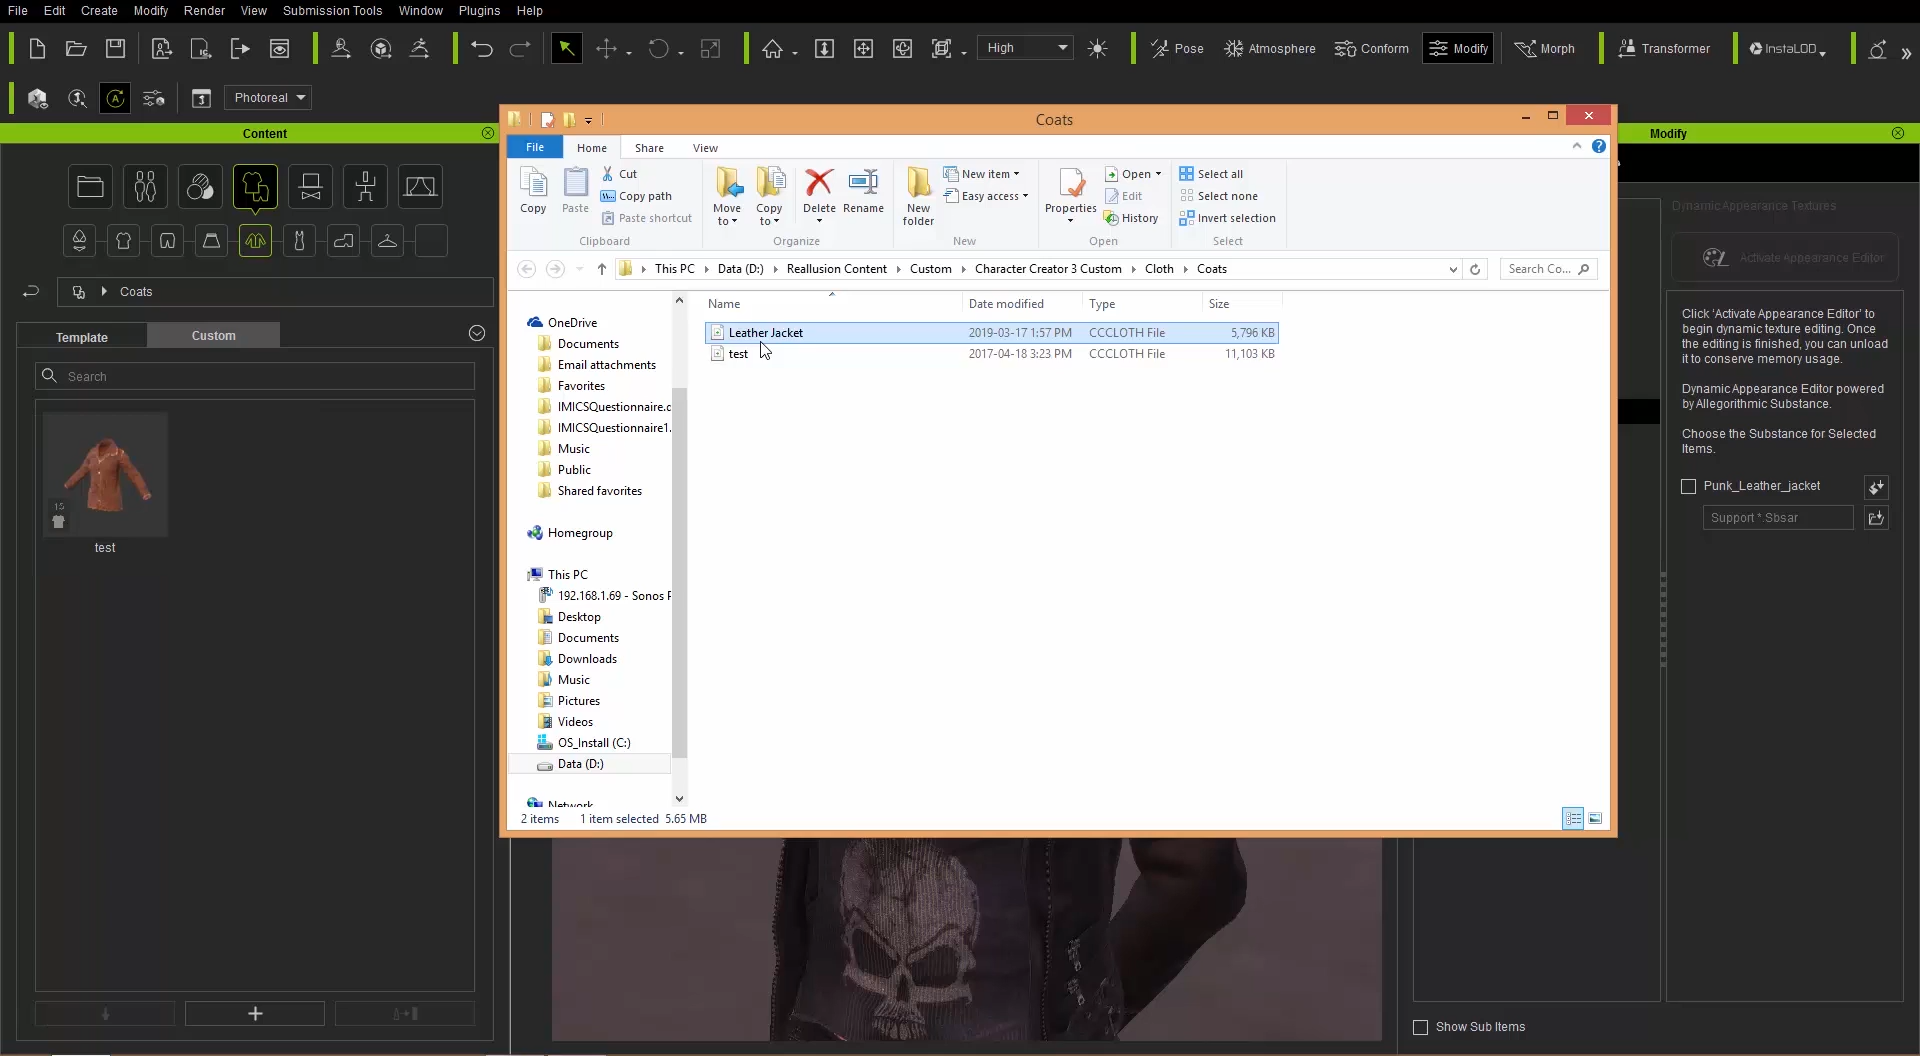 File Edit Create Modify Render View Submission Tools Window Plugins Help
High Pose Atmosphere Conform Modify Morph Transformer InstaLOD
Photoreal
Content
Coats
Template Custom
Search
15
test
Coats
File Home Share View
Copy Paste Cut Copy path Paste shortcut Clipboard
Move to Copy to Delete Rename Organize
New folder New item Easy access New
Properties Open Edit History Open
Select all Select none Invert selection Select
This PC Data (D:) Reallusion Content Custom Character Creator 3 Custom Cloth Coats
Search Co...
Name Date modified Type Size
Leather Jacket 2019-03-17 1:57 PM CCCLOTH File 5,796 KB
test 2017-04-18 3:23 PM CCCLOTH File 11,103 KB
OneDrive
Documents
Email attachments
Favorites
IMICSQuestionnaire.c
IMICSQuestionnaire1.
Music
Public
Shared favorites
Homegroup
This PC
192.168.1.69 - Sonos
Desktop
Documents
Downloads
Music
Pictures
Videos
OS_Install (C:)
Data (D:)
Network
2 items 1 item selected 5.65 MB
Modify
Dynamic Appearance Textures
Activate Appearance Editor
Click 'Activate Appearance Editor' to
begin dynamic texture editing. Once
the editing is finished, you can unload
it to conserve memory usage.
Dynamic Appearance Editor powered
by Allegorithmic Substance.
Choose the Substance for Selected
Items.
Punk_Leather_jacket
Support *.Sbsar
Show Sub Items